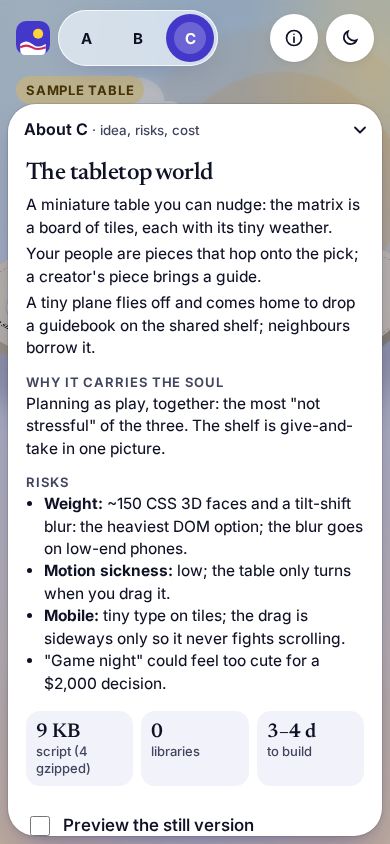 A B C
SAMPLE TABLE
About C · idea, risks, cost
The tabletop world
A miniature table you can nudge: the matrix is
a board of tiles, each with its tiny weather.
Your people are pieces that hop onto the pick;
a creator's piece brings a guide.
A tiny plane flies off and comes home to drop
a guidebook on the shared shelf; neighbours
borrow it.
WHY IT CARRIES THE SOUL
Planning as play, together: the most "not
stressful" of the three. The shelf is give-and-
take in one picture.
RISKS
• Weight: ~150 CSS 3D faces and a tilt-shift
blur: the heaviest DOM option; the blur goes
on low-end phones.
• Motion sickness: low; the table only turns
when you drag it.
• Mobile: tiny type on tiles; the drag is
sideways only so it never fights scrolling.
• "Game night" could feel too cute for a
$2,000 decision.
9 KB
script (4
gzipped)
0
libraries
3–4 d
to build
Preview the still version